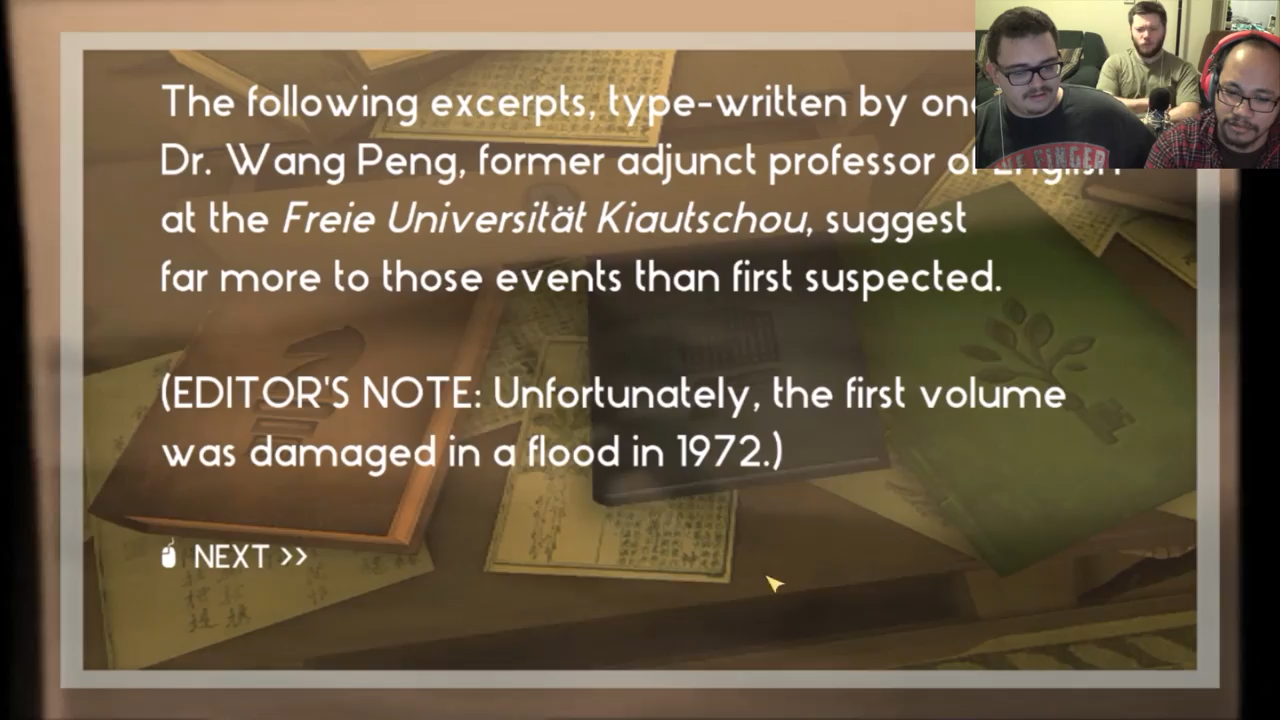 The following excerpts, type-written by one
Dr. Wang Peng, former adjunct professor of English
at the Freie Universität Kiautschou, suggest
far more to those events than first suspected.
(EDITOR'S NOTE: Unfortunately, the first volume
was damaged in a flood in 1972.)
NEXT >>
FINGER